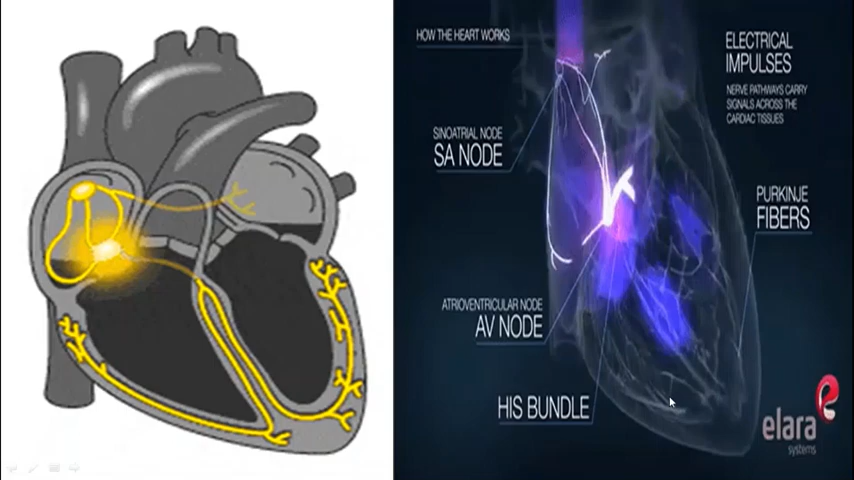 HOW THE HEART WORKS
ELECTRICAL
IMPULSES
NERVE PATHWAYS CARRY
SIGNALS ACROSS THE
CARDIAC TISSUES
SINOATRIAL NODE
SA NODE
PURKINJE
FIBERS
ATRIOVENTRICULAR NODE
AV NODE
HIS BUNDLE
elara
systems